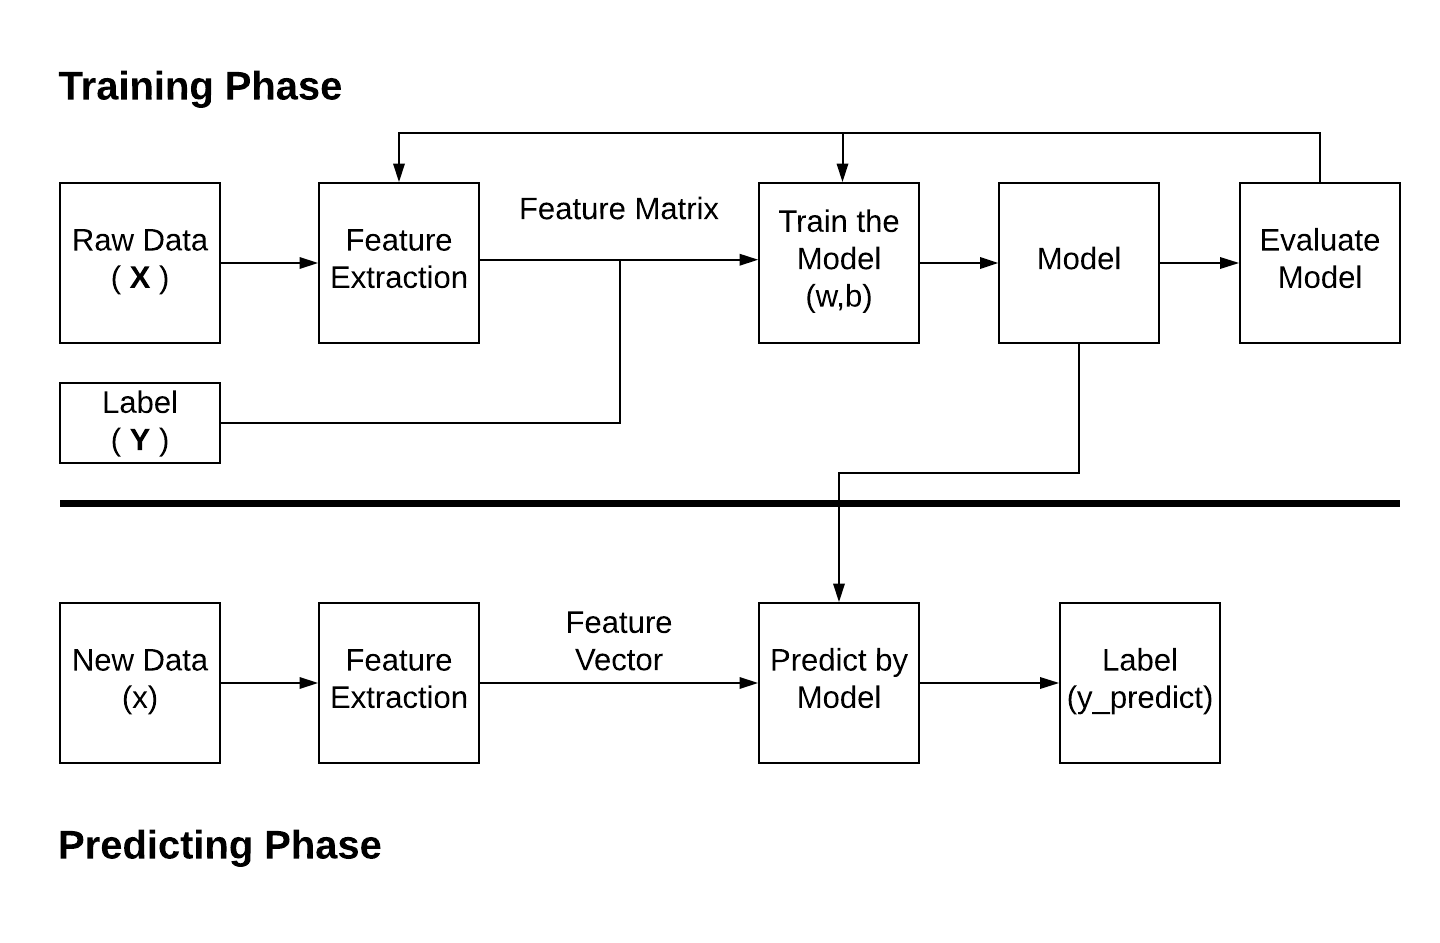 Training Phase
Raw Data
( X )
Feature
Extraction
Feature Matrix
Train the
Model
(w,b)
Model
Evaluate
Model
Label
( Y )
New Data
(x)
Feature
Extraction
Feature
Vector
Predict by
Model
Label
(y_predict)
Predicting Phase